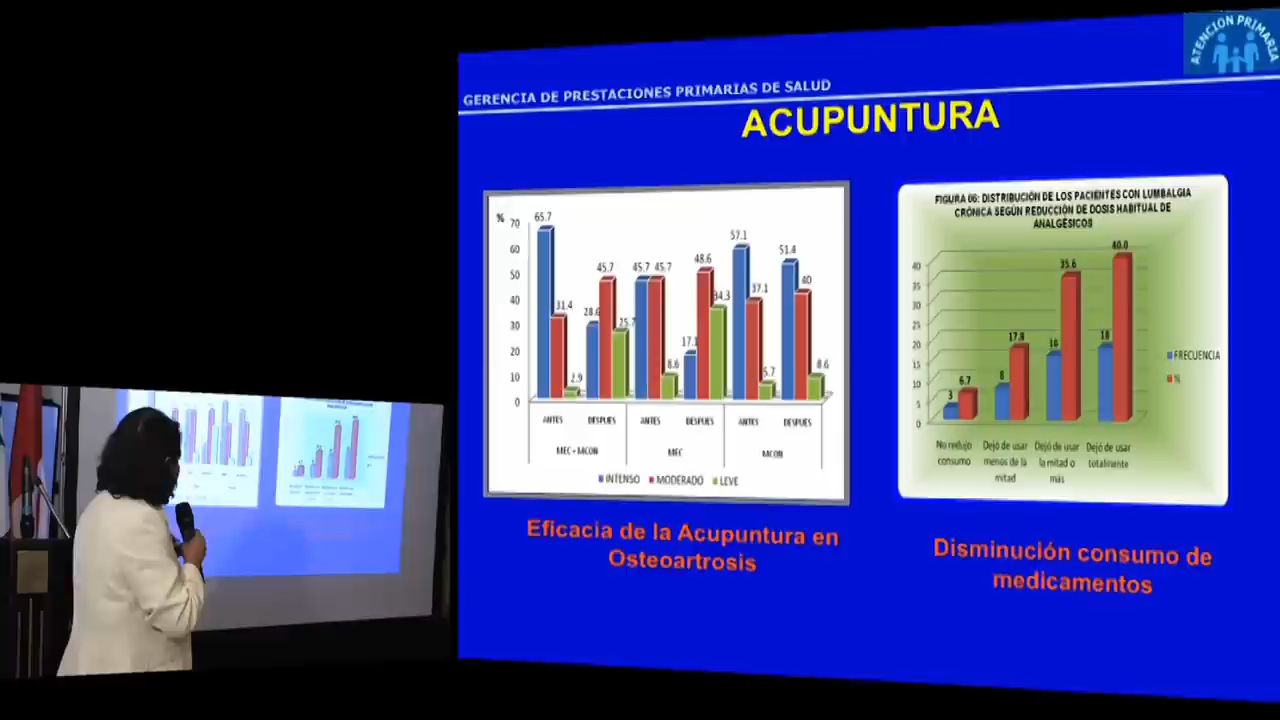 ATENCION PRIMARIA
GERENCIA DE PRESTACIONES PRIMARIAS DE SALUD
ACUPUNTURA
%
70
60
50
40
30
20
10
0
65.7
31.4
2.9
28.6
45.7
25.7
45.7
45.7
8.6
17.1
48.6
34.3
57.1
37.1
5.7
51.4
40
8.6
ANTES DESPUES ANTES DESPUES ANTES DESPUES
MEC + MCON MEC MCON
INTENSO MODERADO LEVE
Eficacia de la Acupuntura en
Osteoartrosis
FIGURA 06: DISTRIBUCIÓN DE LOS PACIENTES CON LUMBALGIA
CRÓNICA SEGÚN REDUCCIÓN DE DOSIS HABITUAL DE
ANALGÉSICOS
40
35
30
25
20
15
10
5
0
3
6.7
8
17.8
16
35.6
18
40.0
FRECUENCIA
%
No redujo
consumo
Dejó de usar
menos de la
mitad
Dejó de usar
la mitad o
más
Dejó de usar
totalmente
Disminución consumo de
medicamentos